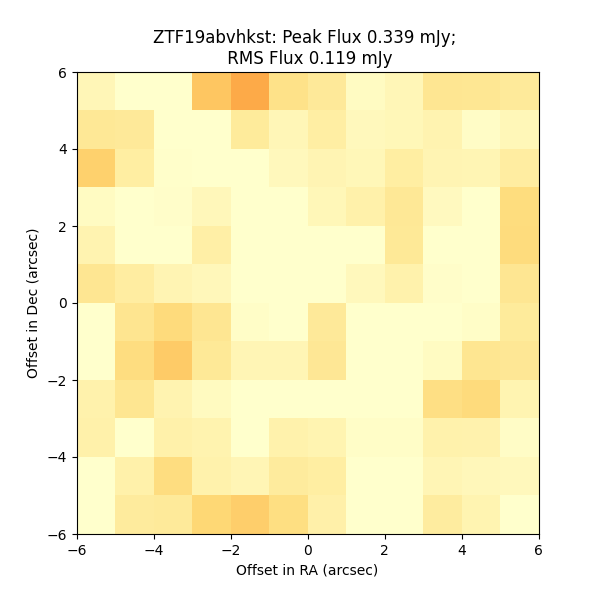 ZTF19abvhkst: Peak Flux 0.339 mJy;
RMS Flux 0.119 mJy
6
4
2
0
−2
−4
−6
Offset in Dec (arcsec)
−6 −4 −2 0 2 4 6
Offset in RA (arcsec)